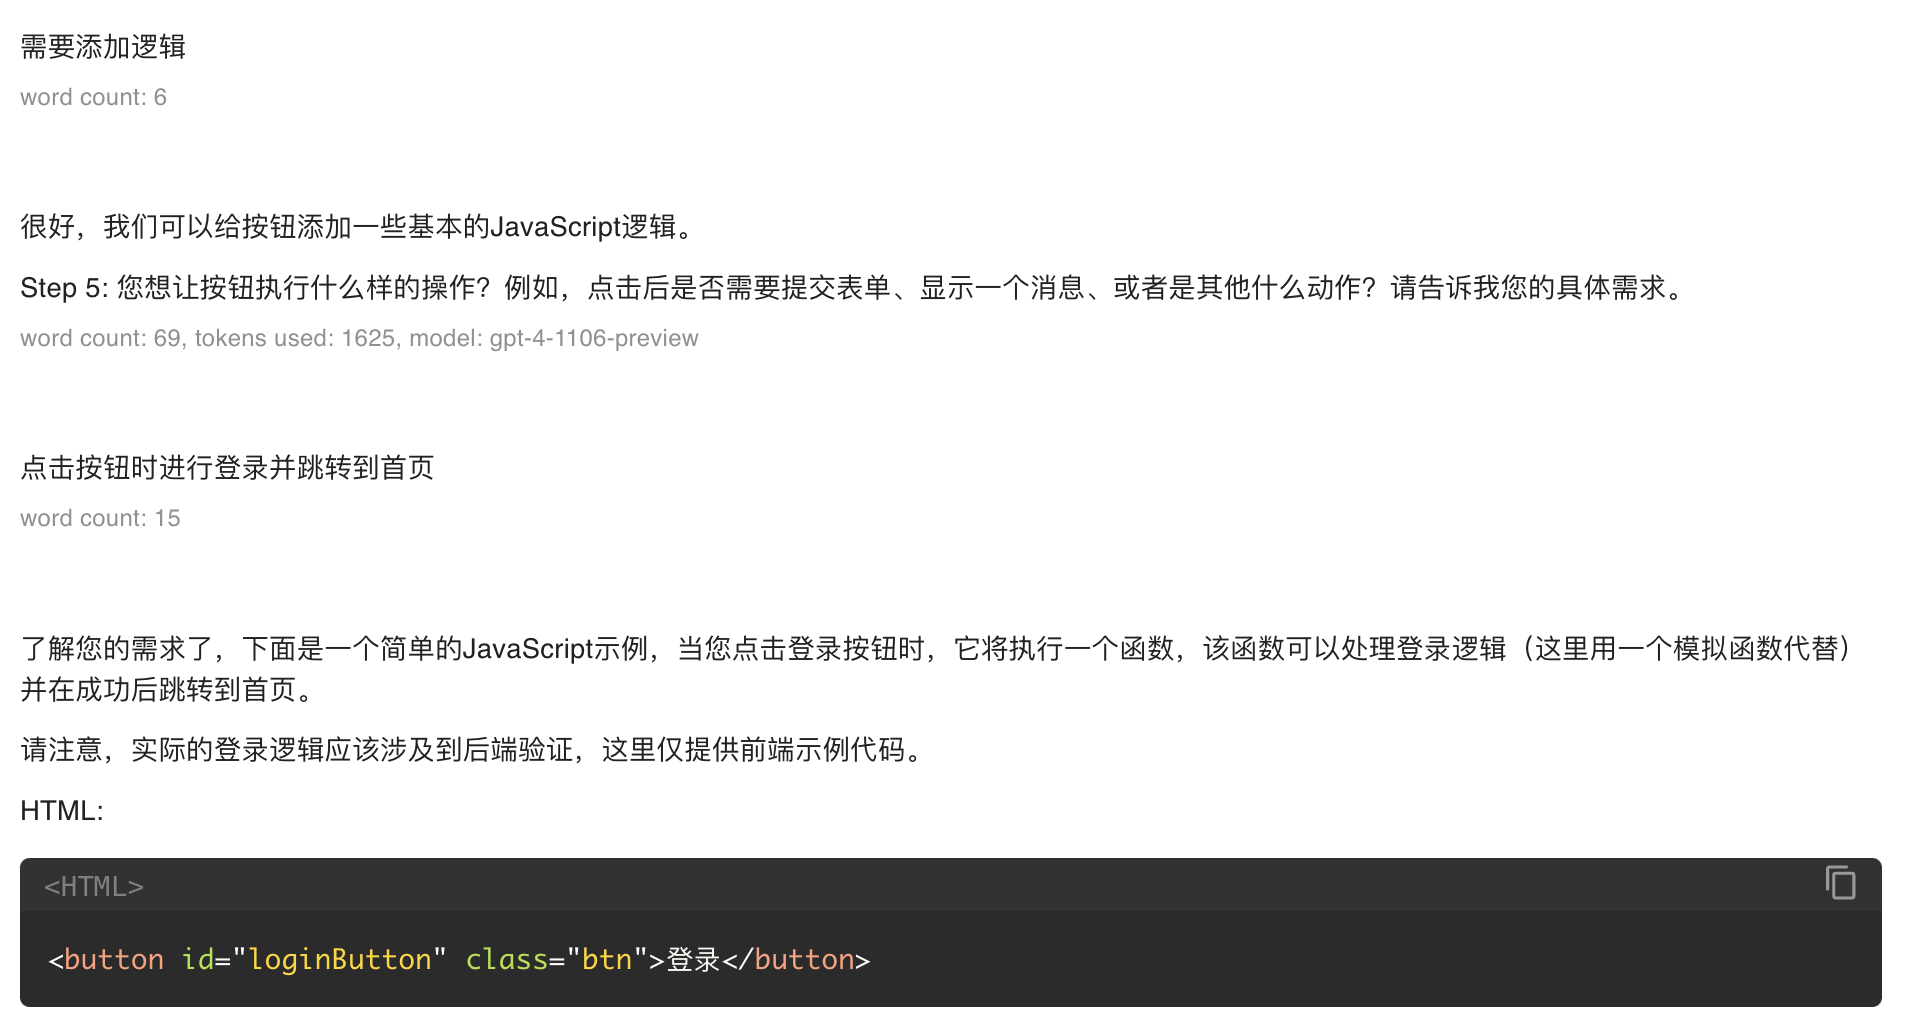 需要添加逻辑
word count: 6
很好，我们可以给按钮添加一些基本的JavaScript逻辑。
Step 5: 您想让按钮执行什么样的操作？例如，点击后是否需要提交表单、显示一个消息、或者是其他什么动作？请告诉我您的具体需求。
word count: 69, tokens used: 1625, model: gpt-4-1106-preview
点击按钮时进行登录并跳转到首页
word count: 15
了解您的需求了，下面是一个简单的JavaScript示例，当您点击登录按钮时，它将执行一个函数，该函数可以处理登录逻辑（这里用一个模拟函数代替）
并在成功后跳转到首页。
请注意，实际的登录逻辑应该涉及到后端验证，这里仅提供前端示例代码。
HTML:
<HTML>
<button id="loginButton" class="btn">登录</button>